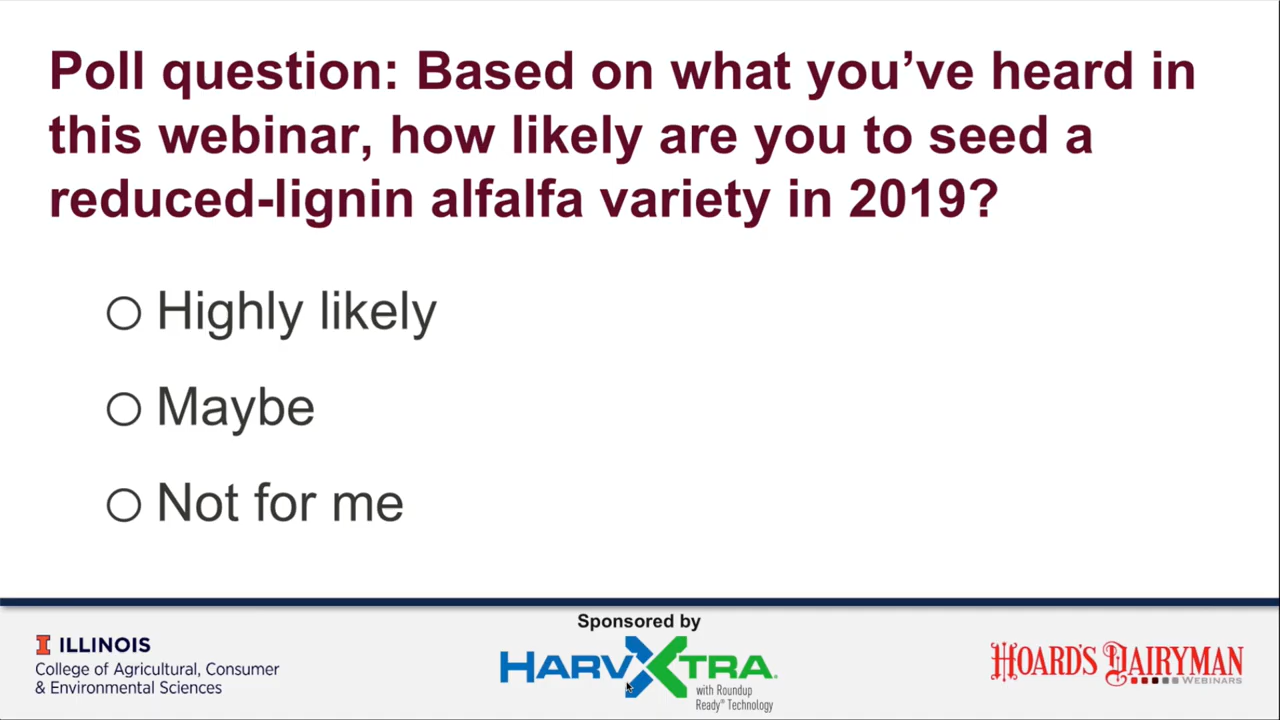 Poll question: Based on what you’ve heard in
this webinar, how likely are you to seed a
reduced-lignin alfalfa variety in 2019?
Highly likely
Maybe
Not for me
Sponsored by
I ILLINOIS
College of Agricultural, Consumer
& Environmental Sciences
HARVXTRA®
with Roundup
Ready® Technology
HOARD'S DAIRYMAN
WEBINARS